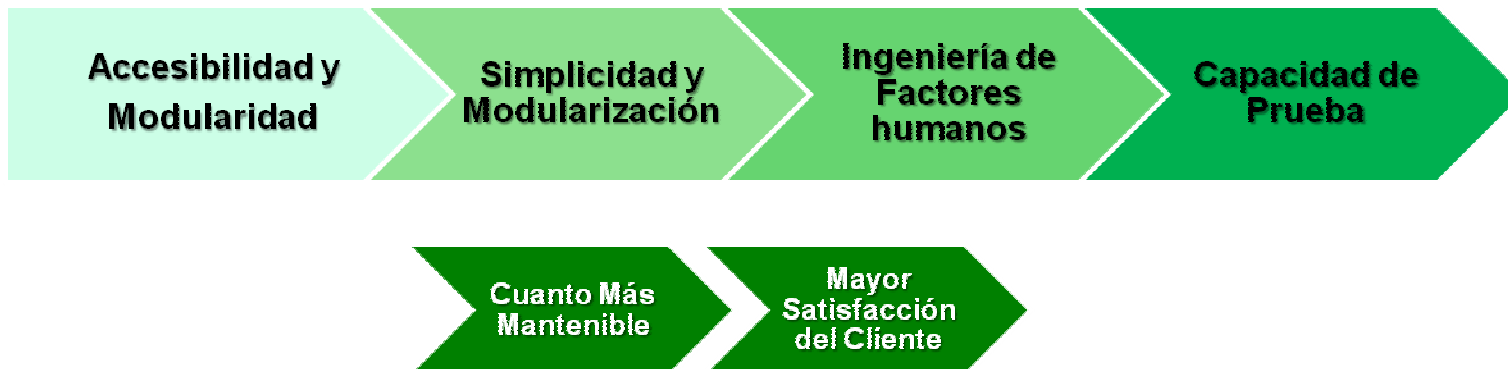 Accesibilidad y
Modularidad
Simplicidad y
Modularización
Ingeniería de
Factores
humanos
Capacidad de
Prueba
Cuanto Más
Mantenible
Mayor
Satisfacción
del Cliente